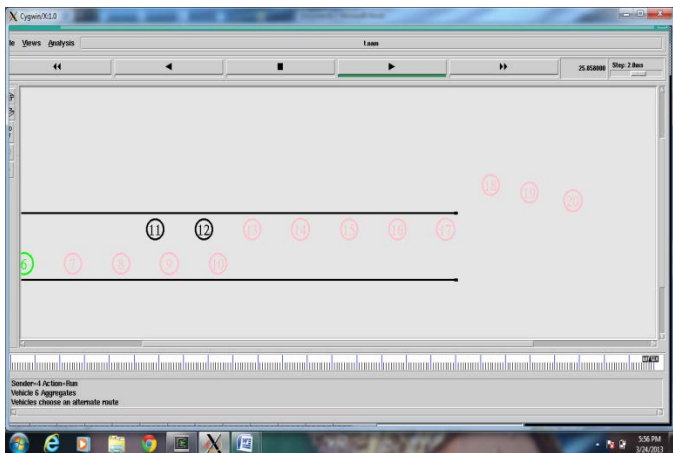 Cygwin/X:1.0
le Views Analysis
1.nam
25.858000 Step: 2.0ms
18
19
20
11 12 13 14 15 16 17
6 7 8 9 10
Sender-4 Action-Run
Vehicle 6 Aggregates
Vehicles choose an alternate route
5:56 PM
3/24/2013